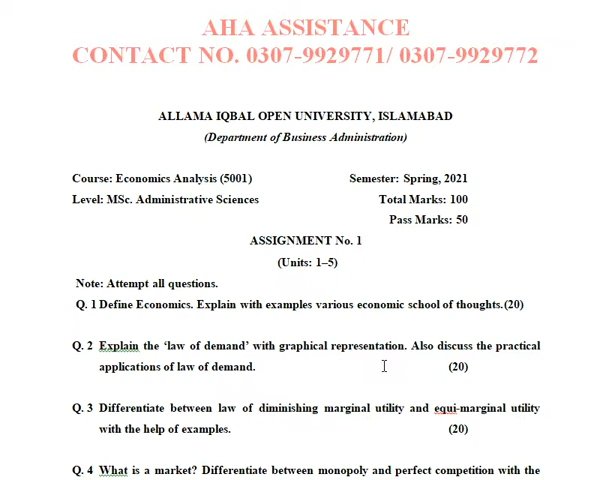 AHA ASSISTANCE
CONTACT NO. 0307-9929771/ 0307-9929772
ALLAMA IQBAL OPEN UNIVERSITY, ISLAMABAD
(Department of Business Administration)
Course: Economics Analysis (5001) Semester: Spring, 2021
Level: MSc. Administrative Sciences Total Marks: 100
Pass Marks: 50
ASSIGNMENT No. 1
(Units: 1–5)
Note: Attempt all questions.
Q. 1 Define Economics. Explain with examples various economic school of thoughts.(20)
Q. 2 Explain the ‘law of demand’ with graphical representation. Also discuss the practical
applications of law of demand. (20)
Q. 3 Differentiate between law of diminishing marginal utility and equi-marginal utility
with the help of examples. (20)
Q. 4 What is a market? Differentiate between monopoly and perfect competition with the